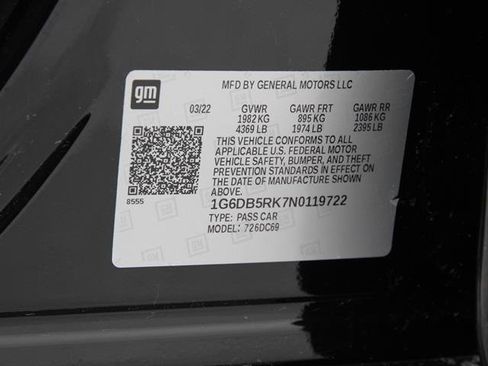 gm
MFD BY GENERAL MOTORS LLC
03/22 GVWR GAWR FRT GAWR RR
1982 KG 895 KG 1086 KG
4369 LB 1974 LB 2395 LB
THIS VEHICLE CONFORMS TO ALL
APPLICABLE U.S. FEDERAL MOTOR
VEHICLE SAFETY, BUMPER, AND THEFT
PREVENTION STANDARDS IN EFFECT ON
THE DATE OF MANUFACTURE SHOWN
ABOVE.
8555
1G6DB5RK7N0119722
TYPE: PASS CAR
MODEL: 726DC69